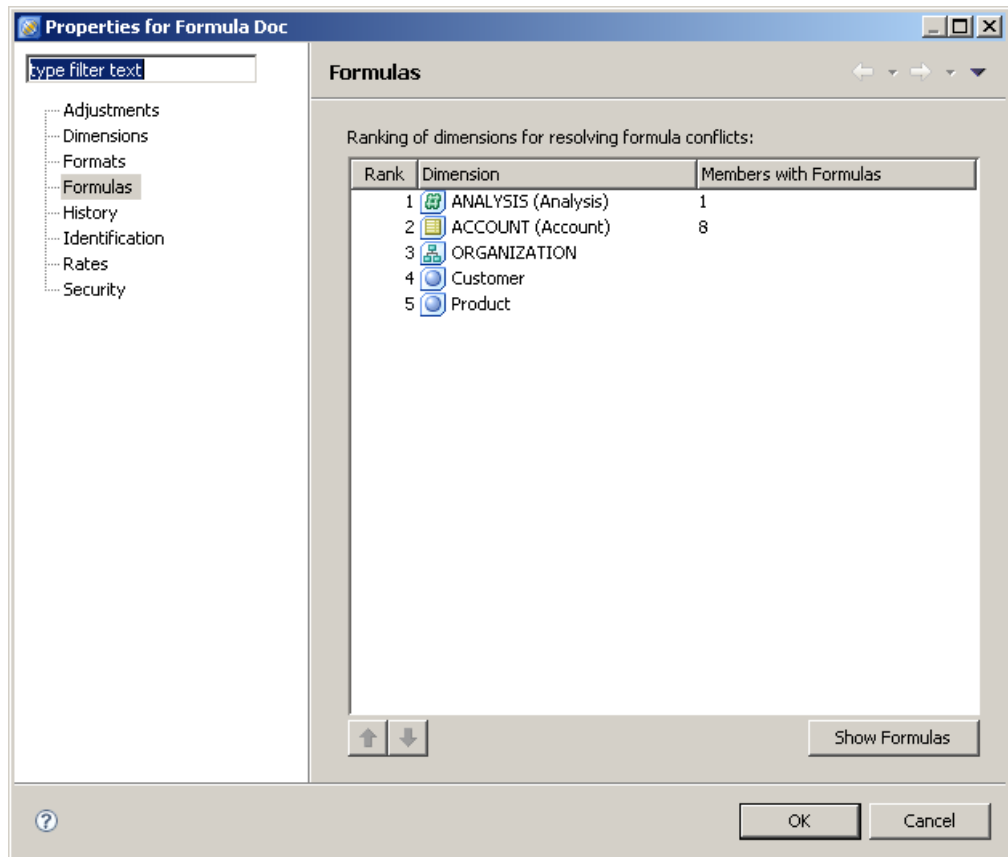 Properties for Formula Doc
type filter text
Adjustments
Dimensions
Formats
Formulas
History
Identification
Rates
Security
Formulas
Ranking of dimensions for resolving formula conflicts:
Rank Dimension Members with Formulas
1 ANALYSIS (Analysis) 1
2 ACCOUNT (Account) 8
3 ORGANIZATION
4 Customer
5 Product
Show Formulas
? OK Cancel